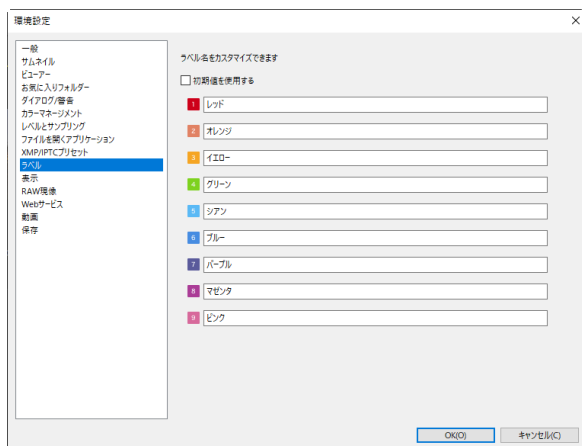 環境設定
一般
サムネイル
ビューアー
お気に入りフォルダー
ダイアログ/警告
カラーマネージメント
レベルとサンプリング
ファイルを開くアプリケーション
XMP/IPTCプリセット
ラベル
表示
RAW現像
Webサービス
動画
保存
ラベル名をカスタマイズできます
初期値を使用する
1 レッド
2 オレンジ
3 イエロー
4 グリーン
5 シアン
6 ブルー
7 パープル
8 マゼンタ
9 ピンク
OK(O) キャンセル(C)